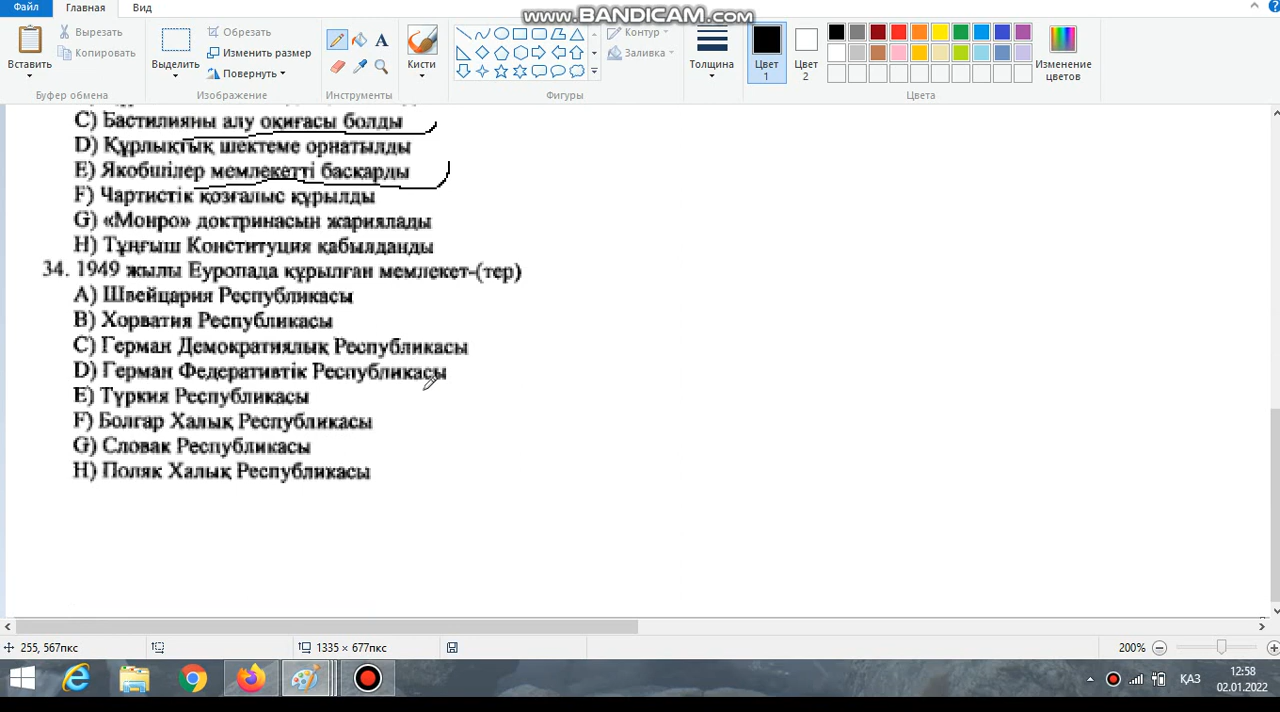 www.BANDICAM.com
Файл Главная Вид
Вставить
Вырезать
Копировать
Буфер обмена
Выделить
Обрезать
Изменить размер
Повернуть
Изображение
A
Инструменты
Кисти
Контур
Заливка
Фигуры
Толщина
Цвет 1
Цвет 2
Изменение цветов
Цвета
C) Бастилияны алу оқиғасы болды
D) Құрлықтық шектеме орнатылды
E) Якобшілер мемлекетті басқарды
F) Чартистік қозғалыс құрылды
G) «Монро» доктринасын жариялады
H) Тұңғыш Конституция қабылданды
34. 1949 жылы Еуропада құрылған мемлекет-(тер)
A) Швейцария Республикасы
B) Хорватия Республикасы
C) Герман Демократиялық Республикасы
D) Герман Федеративтік Республикасы
E) Түркия Республикасы
F) Болгар Халық Республикасы
G) Словак Республикасы
H) Поляк Халық Республикасы
255, 567пкс 1335 × 677пкс 200%
ҚАЗ 12:58
02.01.2022